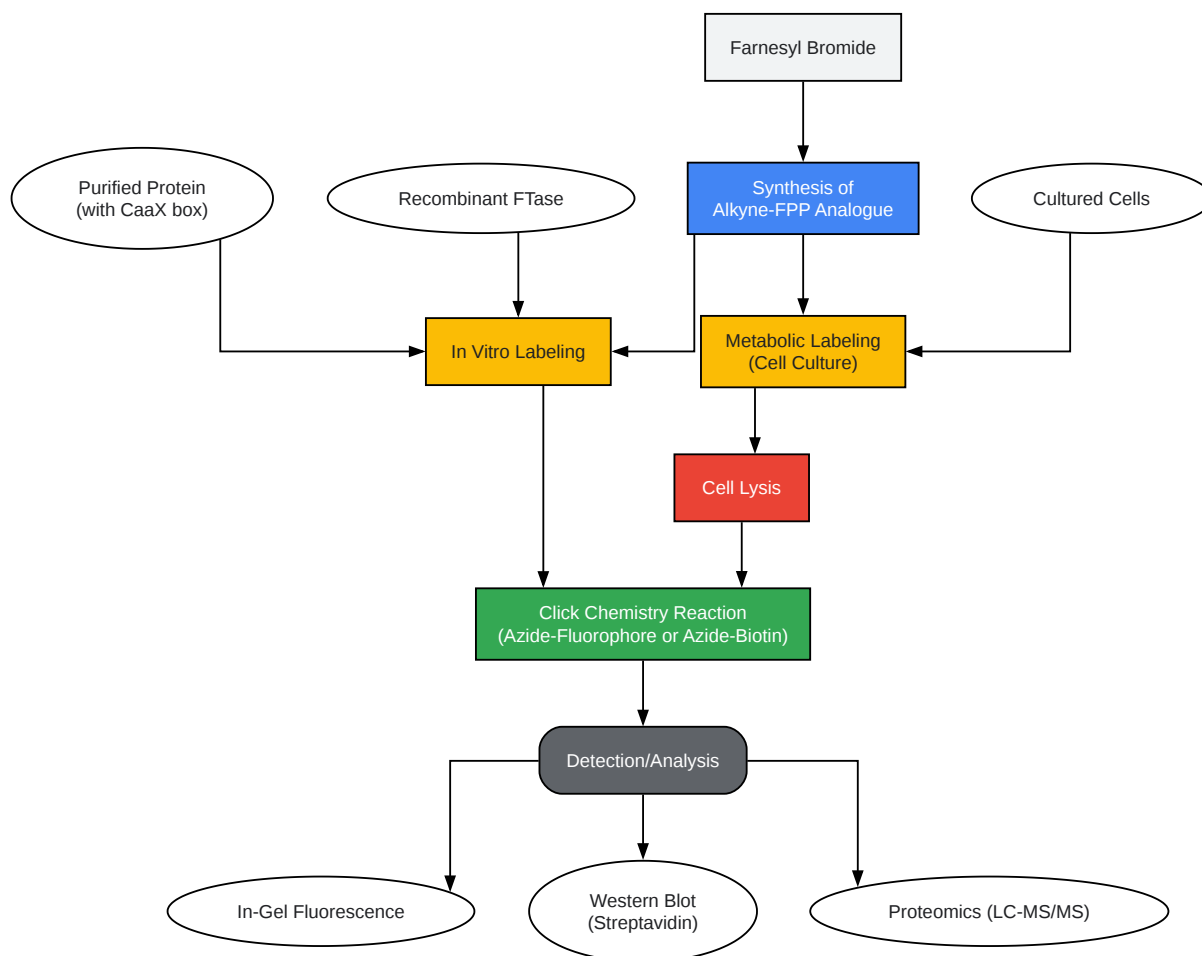 Farnesyl Bromide
Purified Protein
(with CaaX box)
Recombinant FTase
Synthesis of
Alkyne-FPP Analogue
Cultured Cells
In Vitro Labeling
Metabolic Labeling
(Cell Culture)
Cell Lysis
Click Chemistry Reaction
(Azide-Fluorophore or Azide-Biotin)
Detection/Analysis
In-Gel Fluorescence
Western Blot
(Streptavidin)
Proteomics (LC-MS/MS)